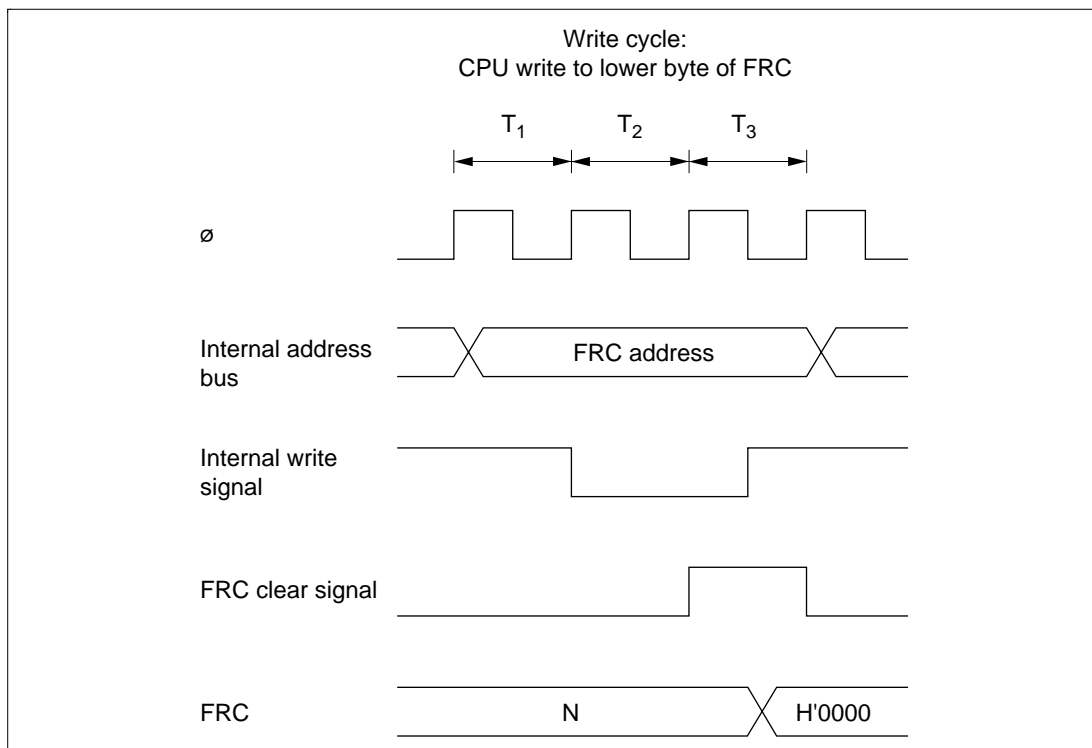 Write cycle:
CPU write to lower byte of FRC
T1 T2 T3
ø
Internal address
bus
FRC address
Internal write
signal
FRC clear signal
FRC N H'0000